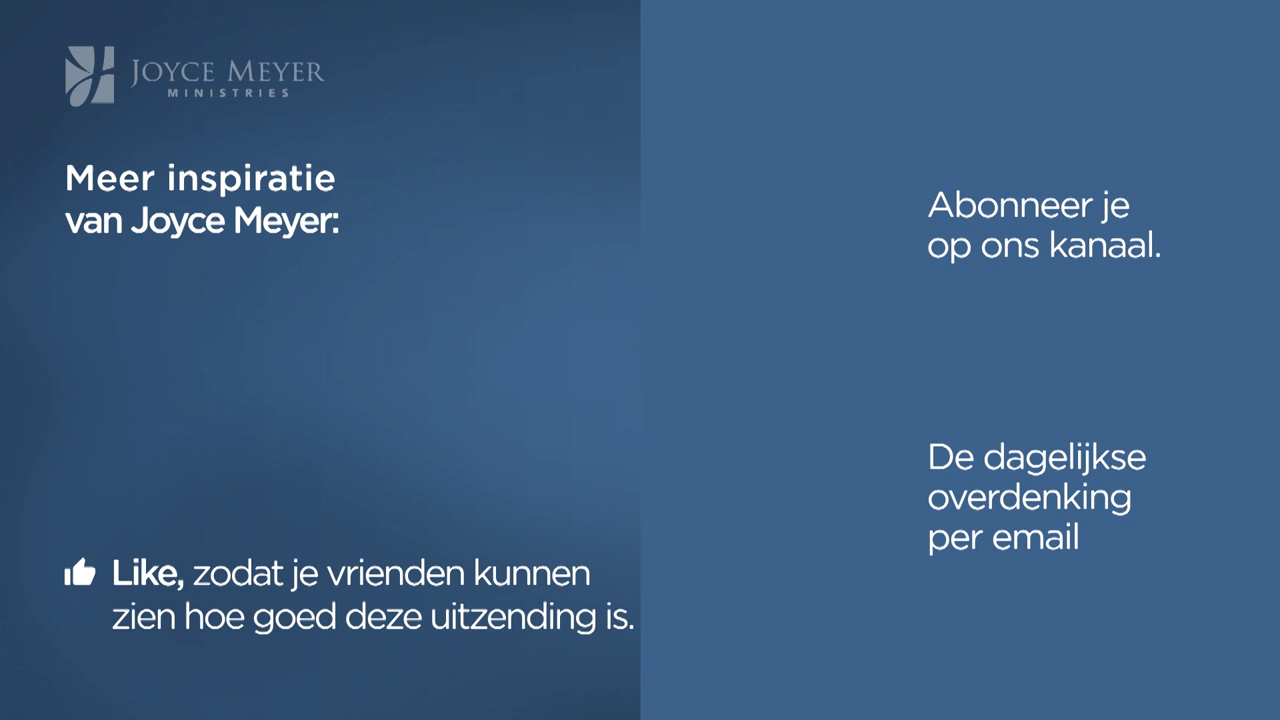 JOYCE MEYER
MINISTRIES
Meer inspiratie
van Joyce Meyer:
Abonneer je
op ons kanaal.
De dagelijkse
overdenking
per email
Like, zodat je vrienden kunnen
zien hoe goed deze uitzending is.